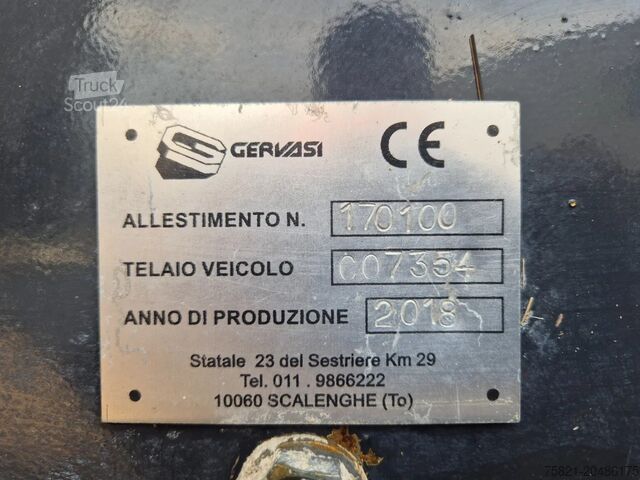 Truck
Scout24
GERVASI CE
ALLESTIMENTO N. 170100
TELAIO VEICOLO C07354
ANNO DI PRODUZIONE 2018
Statale 23 del Sestriere Km 29
Tel. 011 . 9866222
10060 SCALENGHE (To)
75821-20486175